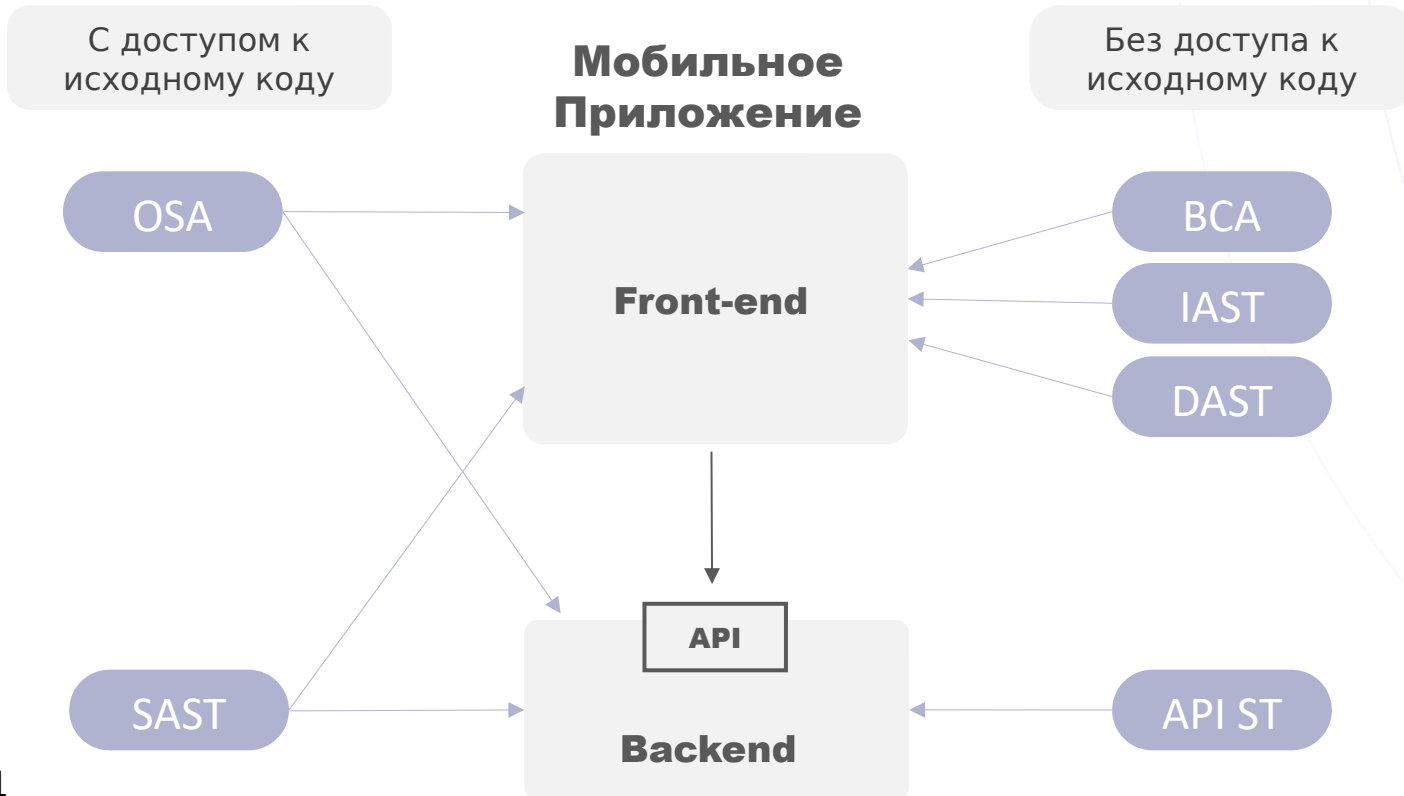 С доступом к
исходному коду
Мобильное
Приложение
Без доступа к
исходному коду
OSA
BCA
Front-end
IAST
DAST
API
SAST
API ST
Backend
1